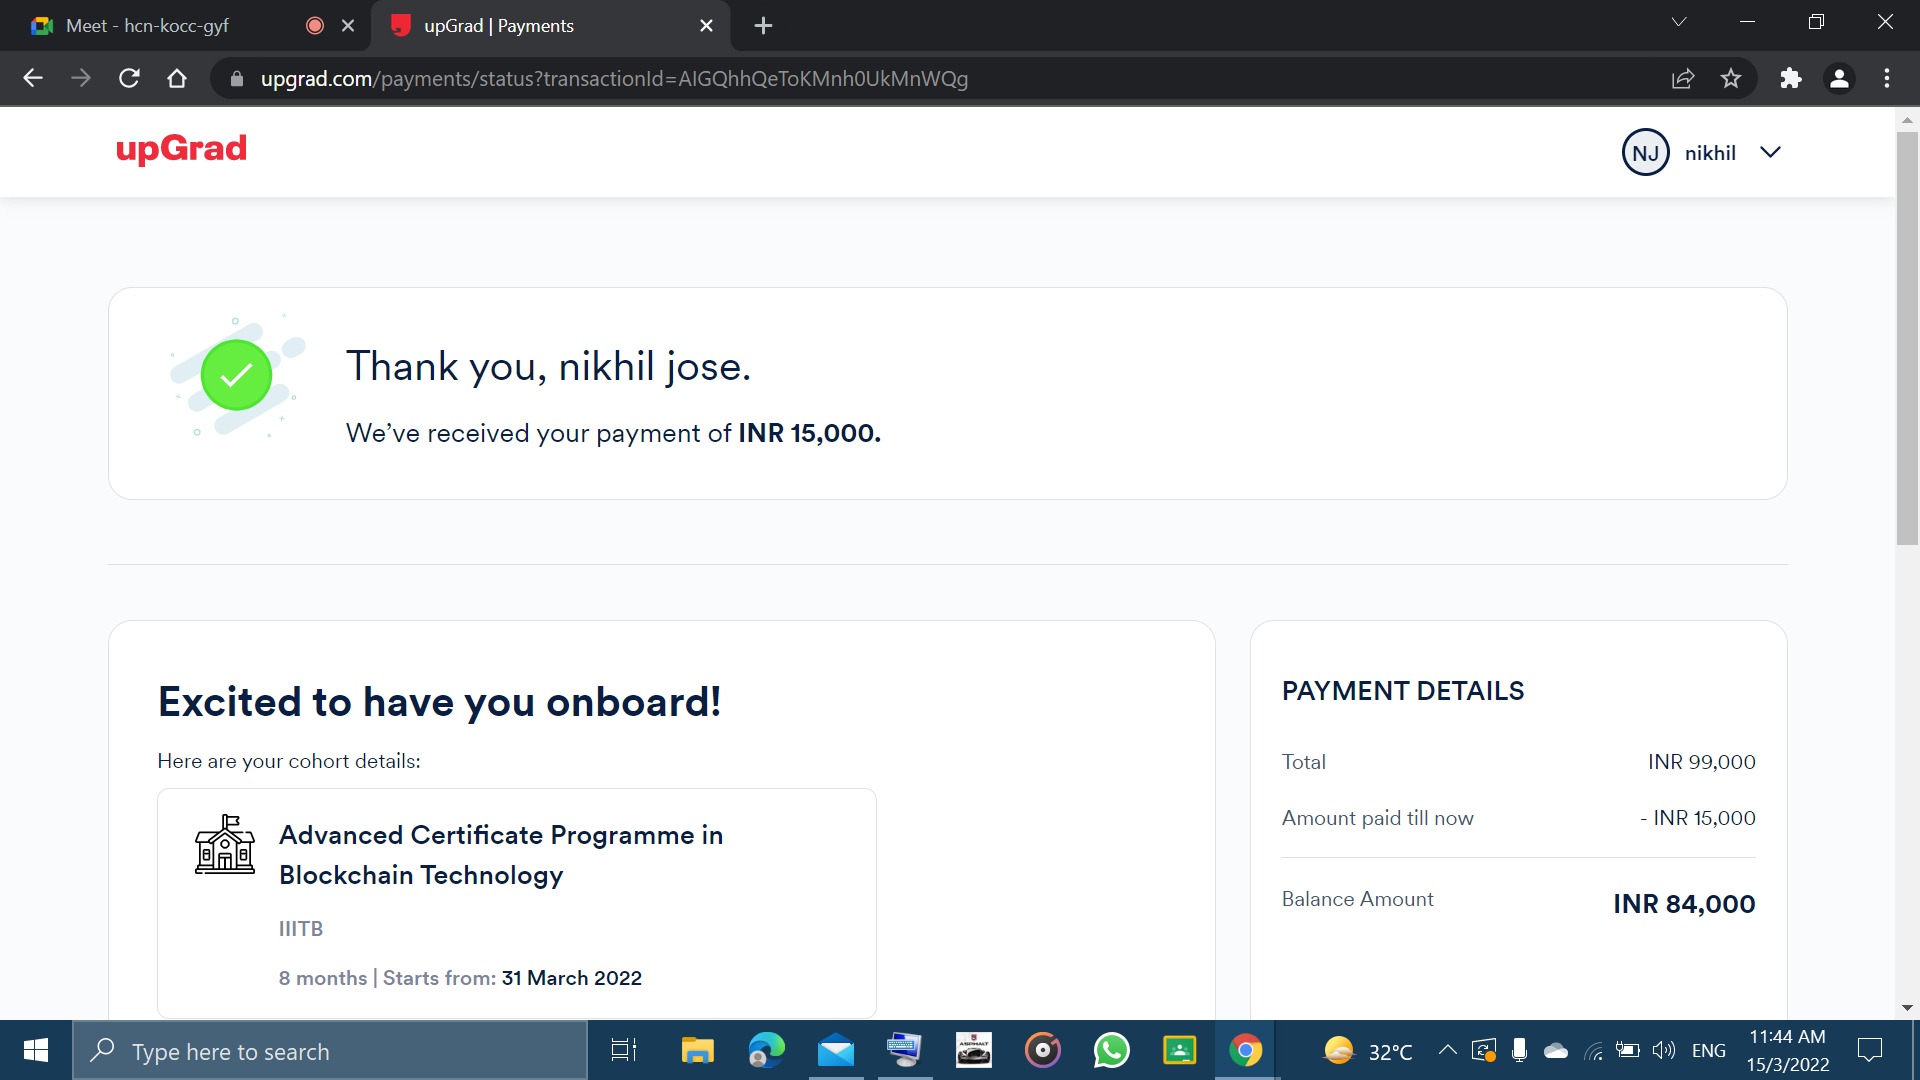 Meet - hcn-kocc-gyf
upGrad | Payments
upgrad.com/payments/status?transactionId=AIGQhhQeToKMnh0UkMnWQg
upGrad
NJ nikhil
Thank you, nikhil jose.
We’ve received your payment of INR 15,000.
Excited to have you onboard!
Here are your cohort details:
Advanced Certificate Programme in
Blockchain Technology
IIITB
8 months | Starts from: 31 March 2022
PAYMENT DETAILS
Total INR 99,000
Amount paid till now - INR 15,000
Balance Amount INR 84,000
Type here to search
ASPHALT
32°C
ENG
11:44 AM
15/3/2022